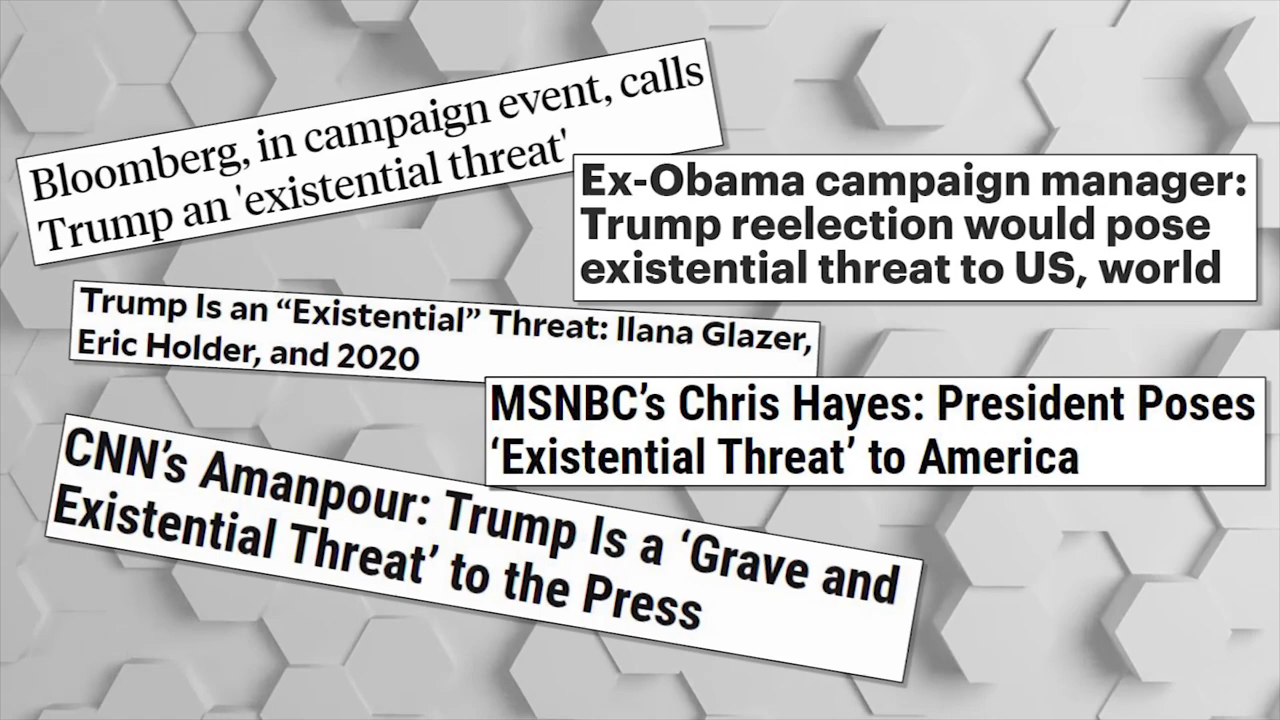 Bloomberg, in campaign event, calls
Trump an 'existential threat'
Ex-Obama campaign manager:
Trump reelection would pose
existential threat to US, world
Trump Is an “Existential” Threat: Ilana Glazer,
Eric Holder, and 2020
MSNBC’s Chris Hayes: President Poses
‘Existential Threat’ to America
CNN’s Amanpour: Trump Is a ‘Grave and
Existential Threat’ to the Press